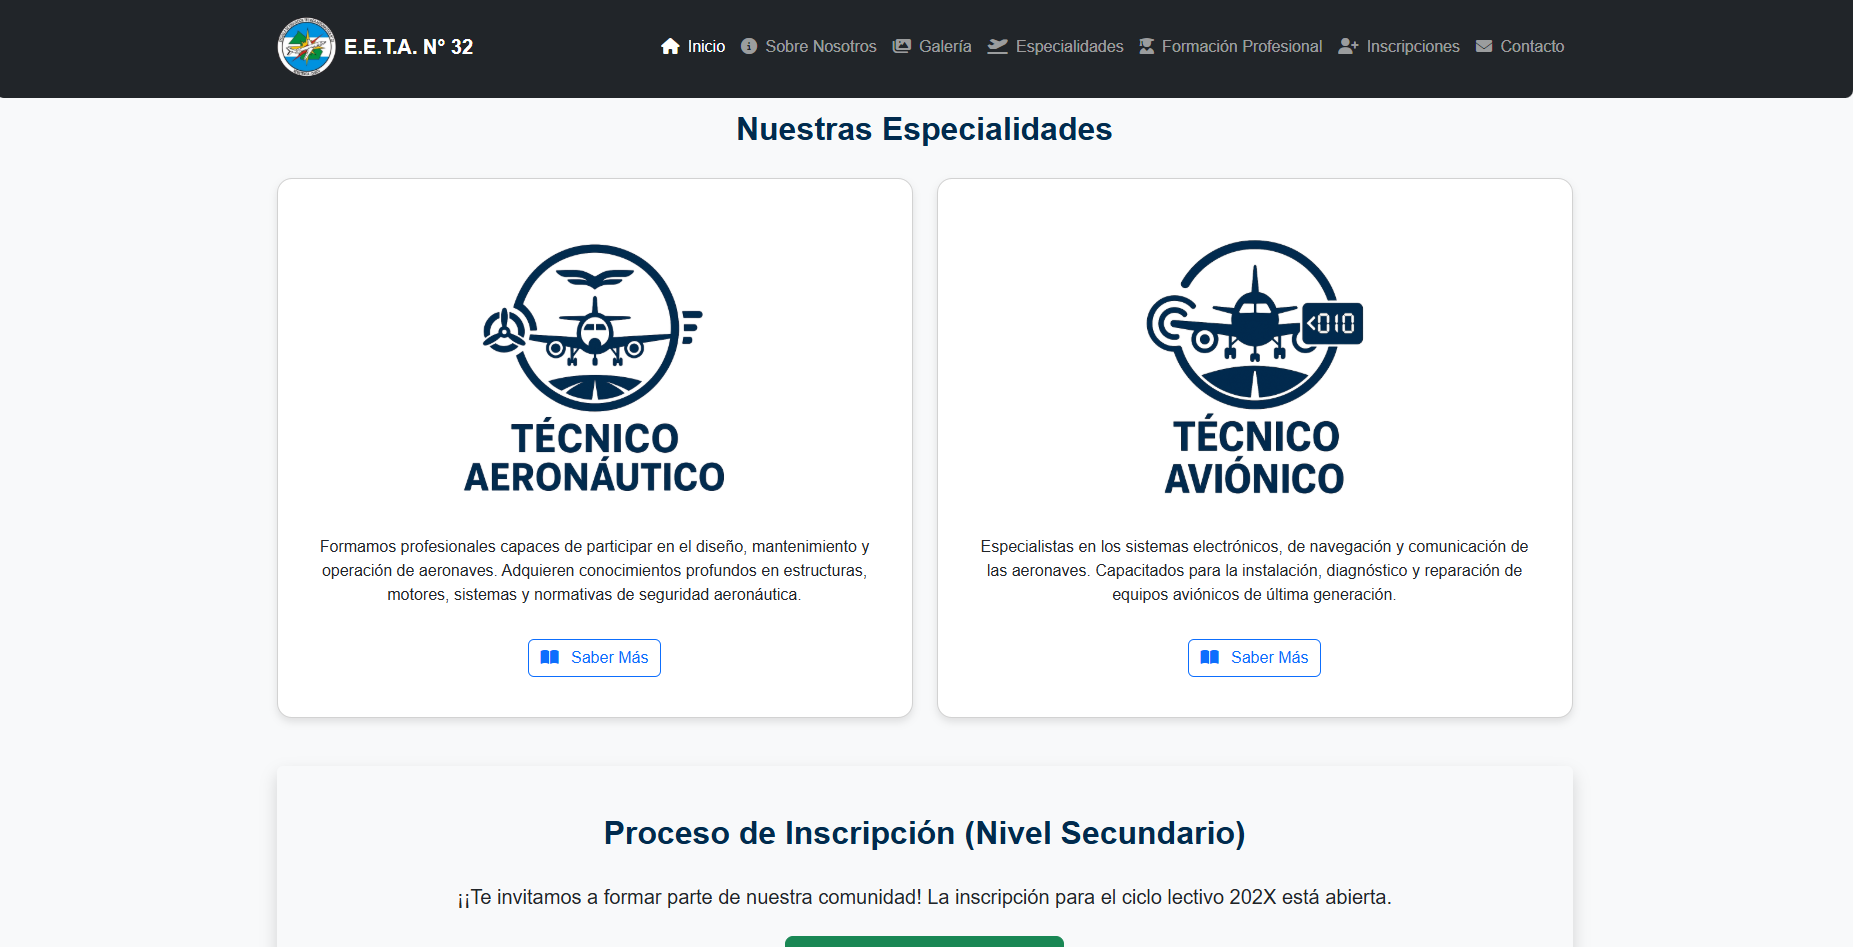 E.E.T.A. N° 32
Inicio
Sobre Nosotros
Galería
Especialidades
Formación Profesional
Inscripciones
Contacto
Nuestras Especialidades
TÉCNICO
AERONÁUTICO
Formamos profesionales capaces de participar en el diseño, mantenimiento y
operación de aeronaves. Adquieren conocimientos profundos en estructuras,
motores, sistemas y normativas de seguridad aeronáutica.
Saber Más
<010
TÉCNICO
AVIÓNICO
Especialistas en los sistemas electrónicos, de navegación y comunicación de
las aeronaves. Capacitados para la instalación, diagnóstico y reparación de
equipos aviónicos de última generación.
Saber Más
Proceso de Inscripción (Nivel Secundario)
¡¡Te invitamos a formar parte de nuestra comunidad! La inscripción para el ciclo lectivo 202X está abierta.